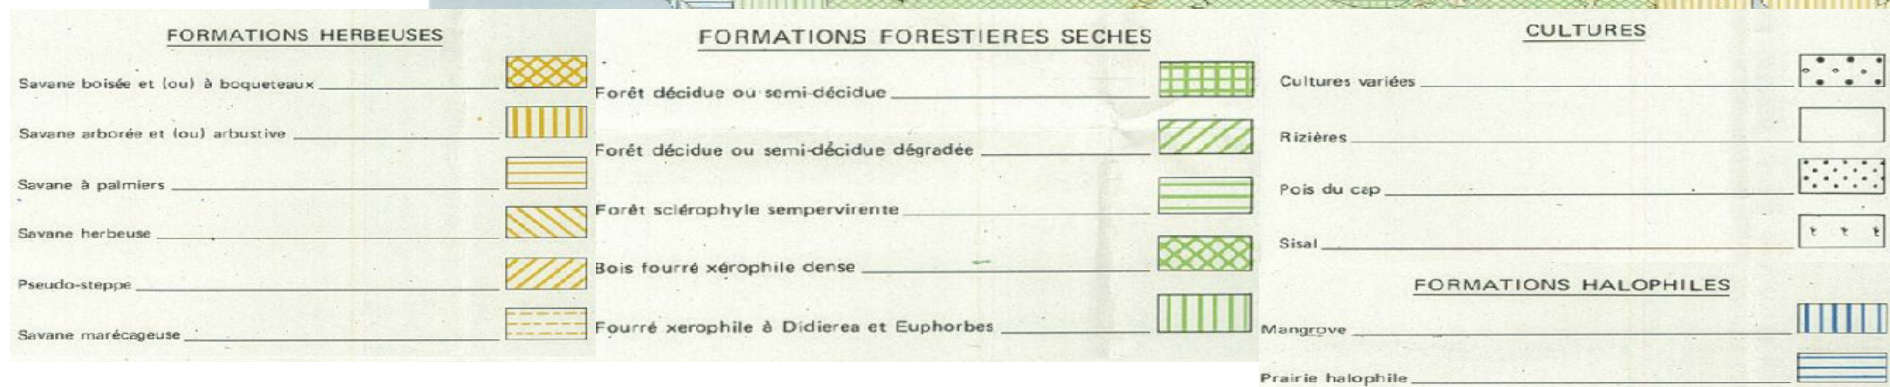 FORMATIONS HERBEUSES
Savane boisée et (ou) à boqueteaux
Savane arborée et (ou) arbustive
Savane à palmiers
Savane herbeuse
Pseudo-steppe
Savane marécageuse
FORMATIONS FORESTIERES SECHES
Forêt décidue ou semi-décidue
Forêt décidue ou semi-décidue dégradée
Forêt sclérophyle sempervirente
Bois fourré xérophile dense
Fourré xerophile à Didierea et Euphorbes
CULTURES
Cultures variées
Rizières
Pois du cap
Sisal
FORMATIONS HALOPHILES
Mangrove
Prairie halophile